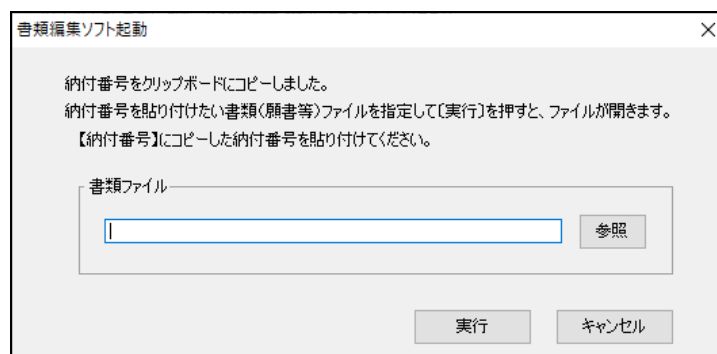 書類編集ソフト起動
納付番号をクリップボードにコピーしました。
納付番号を貼り付けたい書類(願書等)ファイルを指定して[実行]を押すと、ファイルが開きます。
【納付番号】にコピーした納付番号を貼り付けてください。
書類ファイル
参照
実行
キャンセル